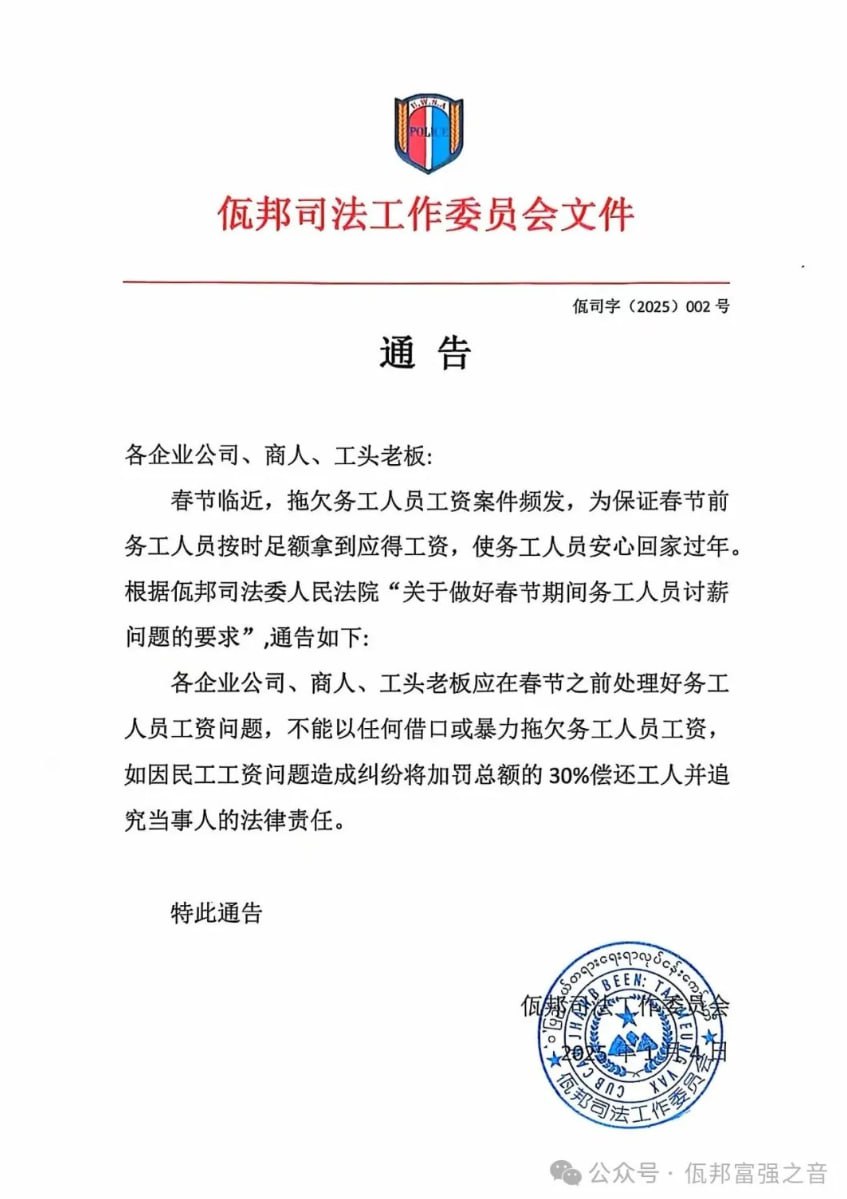 U.W.S.A
POLICE
佤邦司法工作委员会文件
佤司字（2025）002 号
通 告
各企业公司、商人、工头老板:
春节临近，拖欠务工人员工资案件频发，为保证春节前
务工人员按时足额拿到应得工资，使务工人员安心回家过年。
根据佤邦司法委人民法院“关于做好春节期间务工人员讨薪
问题的要求”,通告如下:
各企业公司、商人、工头老板应在春节之前处理好务工
人员工资问题，不能以任何借口或暴力拖欠务工人员工资，
如因民工工资问题造成纠纷将加罚总额的 30%偿还工人并追
究当事人的法律责任。
特此通告
佤邦司法工作委员会
2025 年 1 月 4 日
佤邦司法工作委员会
公众号 · 佤邦富强之音